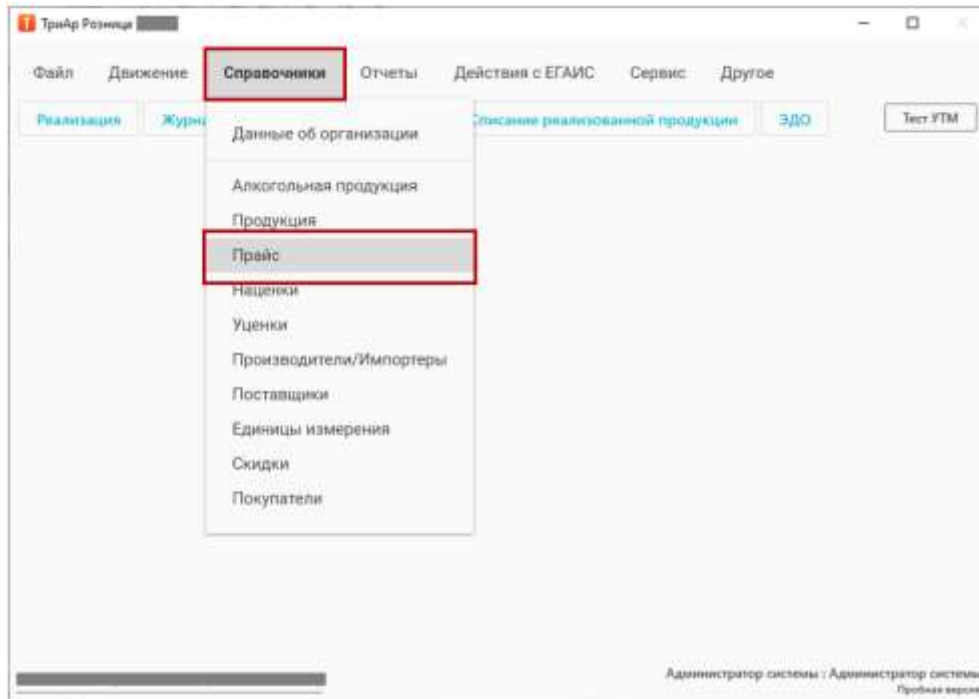 ТриАр Розница
Файл Движение Справочники Отчеты Действия с ЕГАИС Сервис Другое
Реализация Журна Списание реализованной продукции ЭДО Тест УТМ
Данные об организации
Алкогольная продукция
Продукция
Прайс
Наценки
Уценки
Производители/Импортеры
Поставщики
Единицы измерения
Скидки
Покупатели
Администратор системы : Администратор системы
Пробная версия